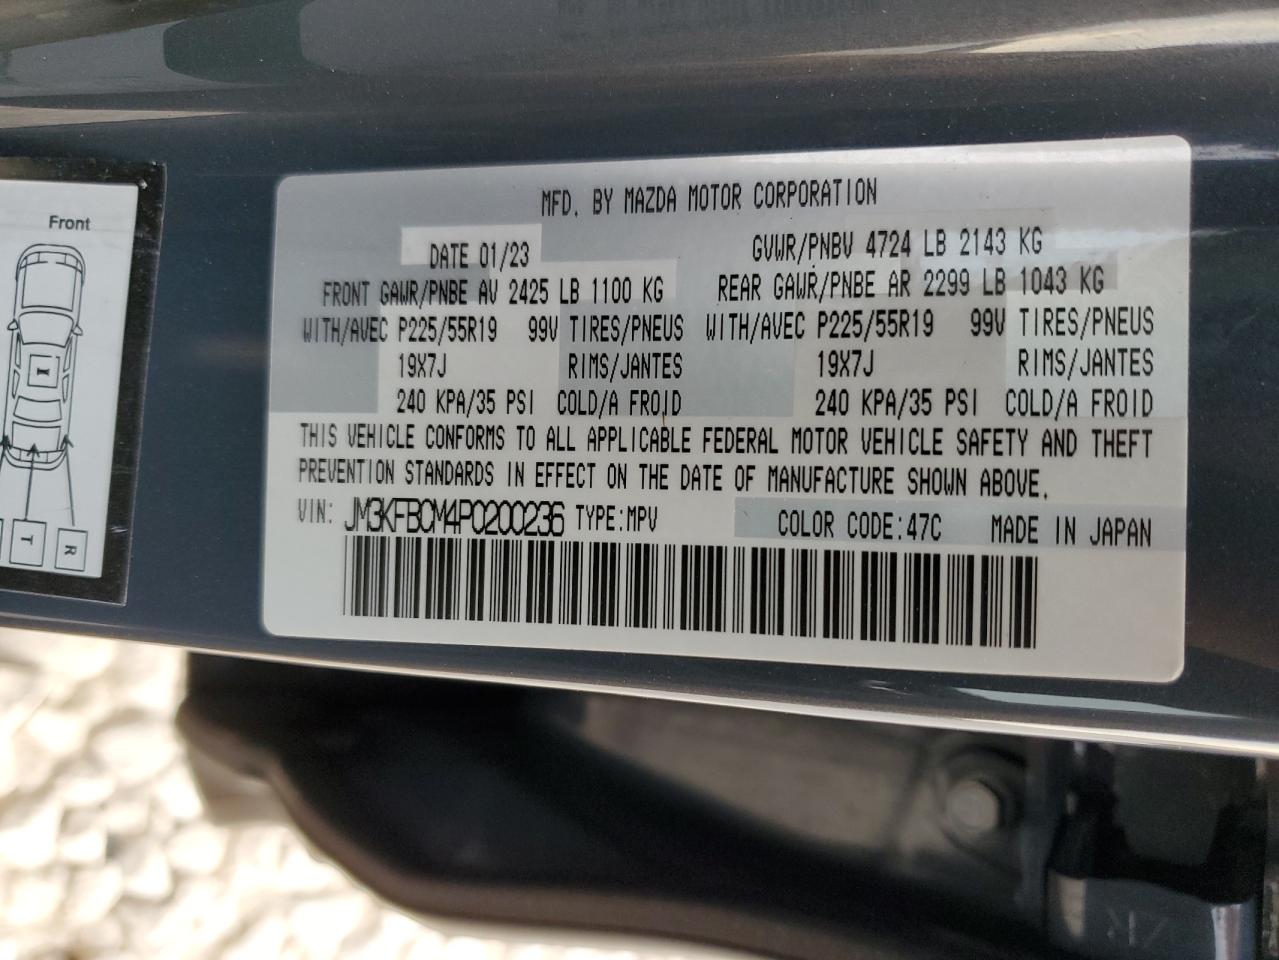 MFD. BY MAZDA MOTOR CORPORATION
DATE 01/23 GVWR/PNBV 4724 LB 2143 KG
FRONT GAWR/PNBE AV 2425 LB 1100 KG REAR GAWR/PNBE AR 2299 LB 1043 KG
WITH/AVEC P225/55R19 99V TIRES/PNEUS WITH/AVEC P225/55R19 99V TIRES/PNEUS
19X7J RIMS/JANTES 19X7J RIMS/JANTES
240 KPA/35 PSI COLD/A FROID 240 KPA/35 PSI COLD/A FROID
THIS VEHICLE CONFORMS TO ALL APPLICABLE FEDERAL MOTOR VEHICLE SAFETY AND THEFT
PREVENTION STANDARDS IN EFFECT ON THE DATE OF MANUFACTURE SHOWN ABOVE.
VIN: JM3KFBCM4P0200236 TYPE:MPV COLOR CODE:47C MADE IN JAPAN
Front
T
R